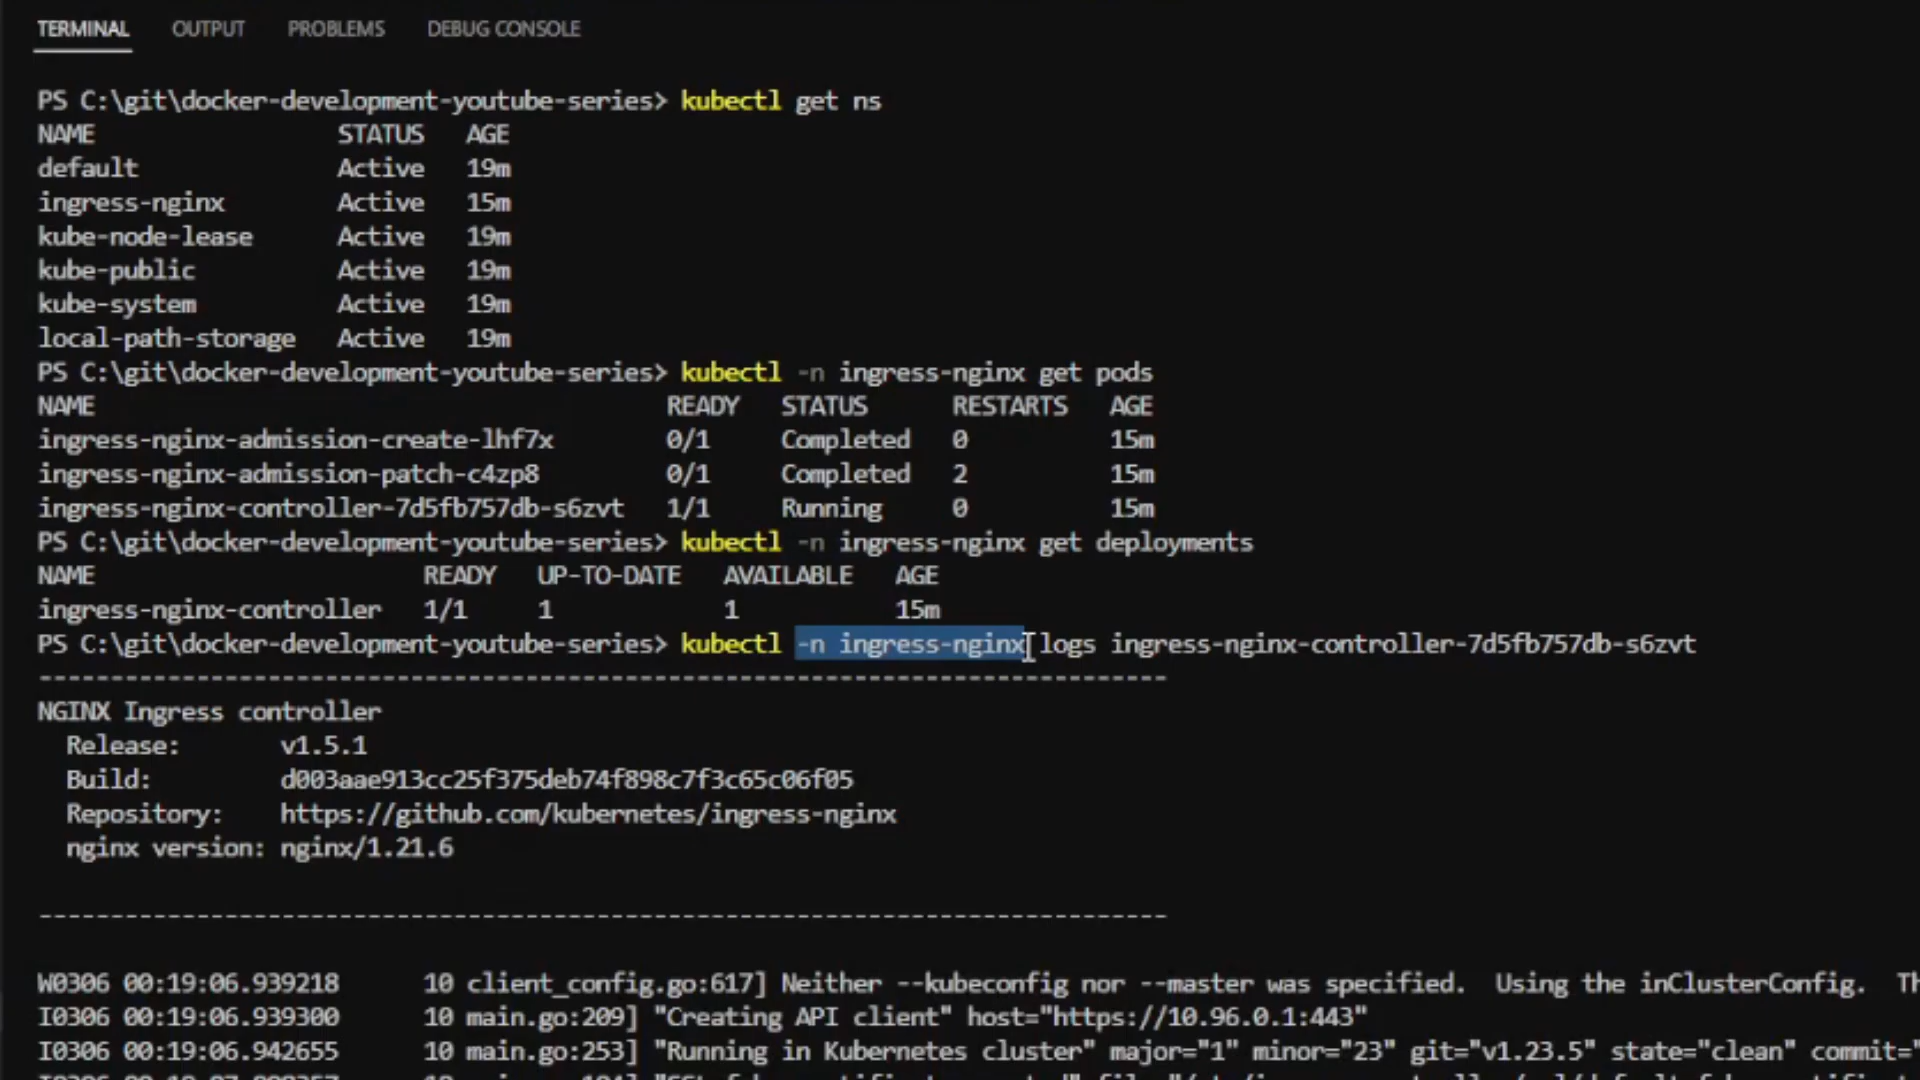 TERMINAL OUTPUT PROBLEMS DEBUG CONSOLE
PS C:\git\docker-development-youtube-series> kubectl get ns
NAME STATUS AGE
default Active 19m
ingress-nginx Active 15m
kube-node-lease Active 19m
kube-public Active 19m
kube-system Active 19m
local-path-storage Active 19m
PS C:\git\docker-development-youtube-series> kubectl -n ingress-nginx get pods
NAME READY STATUS RESTARTS AGE
ingress-nginx-admission-create-lhf7x 0/1 Completed 0 15m
ingress-nginx-admission-patch-c4zp8 0/1 Completed 2 15m
ingress-nginx-controller-7d5fb757db-s6zvt 1/1 Running 0 15m
PS C:\git\docker-development-youtube-series> kubectl -n ingress-nginx get deployments
NAME READY UP-TO-DATE AVAILABLE AGE
ingress-nginx-controller 1/1 1 1 15m
PS C:\git\docker-development-youtube-series> kubectl -n ingress-nginx logs ingress-nginx-controller-7d5fb757db-s6zvt
-------------------------------------------------------------------------------
NGINX Ingress controller
Release: v1.5.1
Build: d003aae913cc25f375deb74f898c7f3c65c06f05
Repository: https://github.com/kubernetes/ingress-nginx
nginx version: nginx/1.21.6
-------------------------------------------------------------------------------
W0306 00:19:06.939218 10 client_config.go:617] Neither --kubeconfig nor --master was specified. Using the inClusterConfig. Th
I0306 00:19:06.939300 10 main.go:209] "Creating API client" host="https://10.96.0.1:443"
I0306 00:19:06.942655 10 main.go:253] "Running in Kubernetes cluster" major="1" minor="23" git="v1.23.5" state="clean" commit="